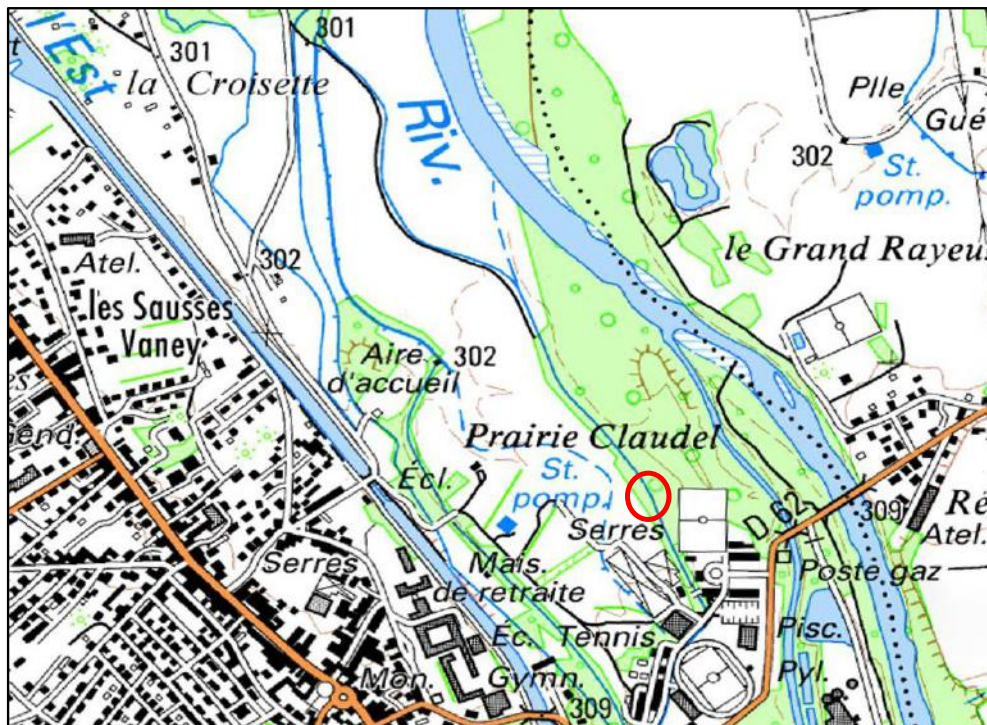 l'Est
301
la Croisette
301
Riv.
Plle
Gué
302
St.
pomp.
le Grand Rayeu
Atel.
302
les Sausses
Vaney
Aire
d'accueil
302
Prairie Claudel
Écl.
St.
pomp.
Serres
D 62
309
Ré
Atel.
Serres
Mais.
de retraite
Poste gaz
Éc.
Tennis
Pisc.
Mon.
Gymn.
Pyl.
309